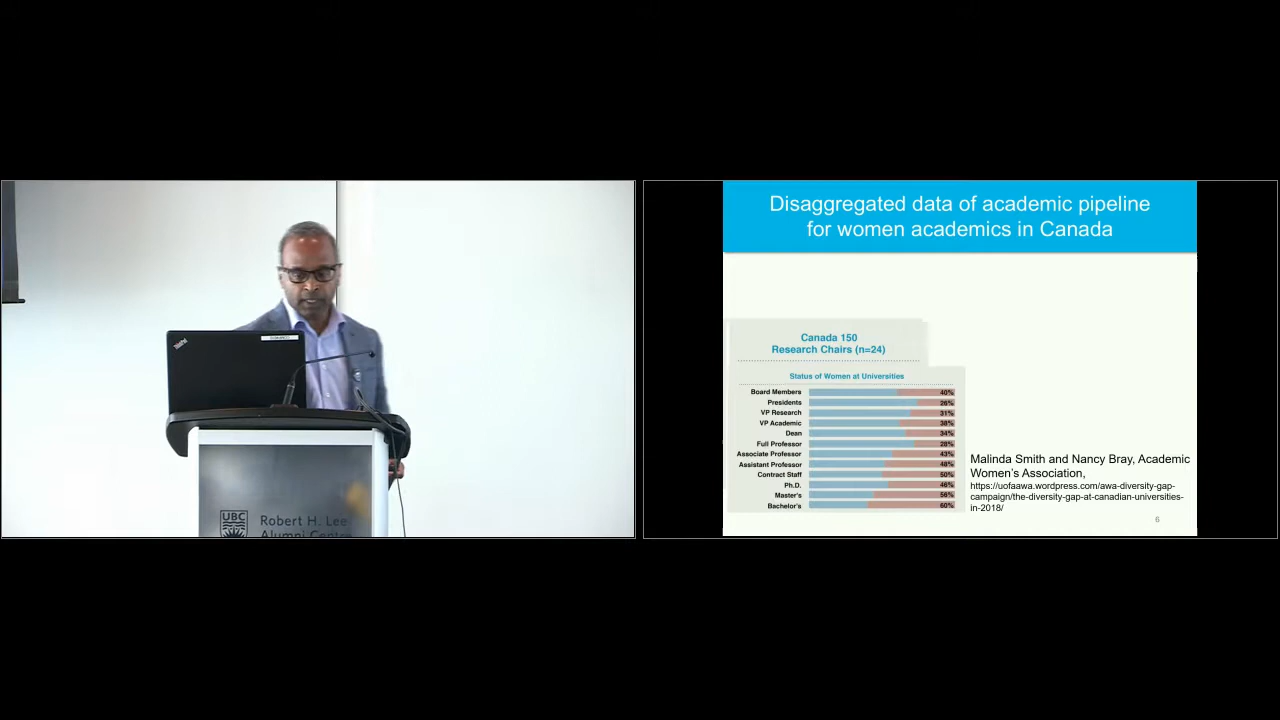 ThinkPad
UBC
Robert H. Lee
Alumni Centre
Disaggregated data of academic pipeline
for women academics in Canada
Canada 150
Research Chairs (n=24)
Status of Women at Universities
Board Members 40%
Presidents 26%
VP Research 31%
VP Academic 38%
Dean 34%
Full Professor 28%
Associate Professor 43%
Assistant Professor 48%
Contract Staff 50%
Ph.D. 46%
Master's 56%
Bachelor's 60%
Malinda Smith and Nancy Bray, Academic
Women's Association,
https://uofaawa.wordpress.com/awa-diversity-gap-
campaign/the-diversity-gap-at-canadian-universities-
in-2018/
6